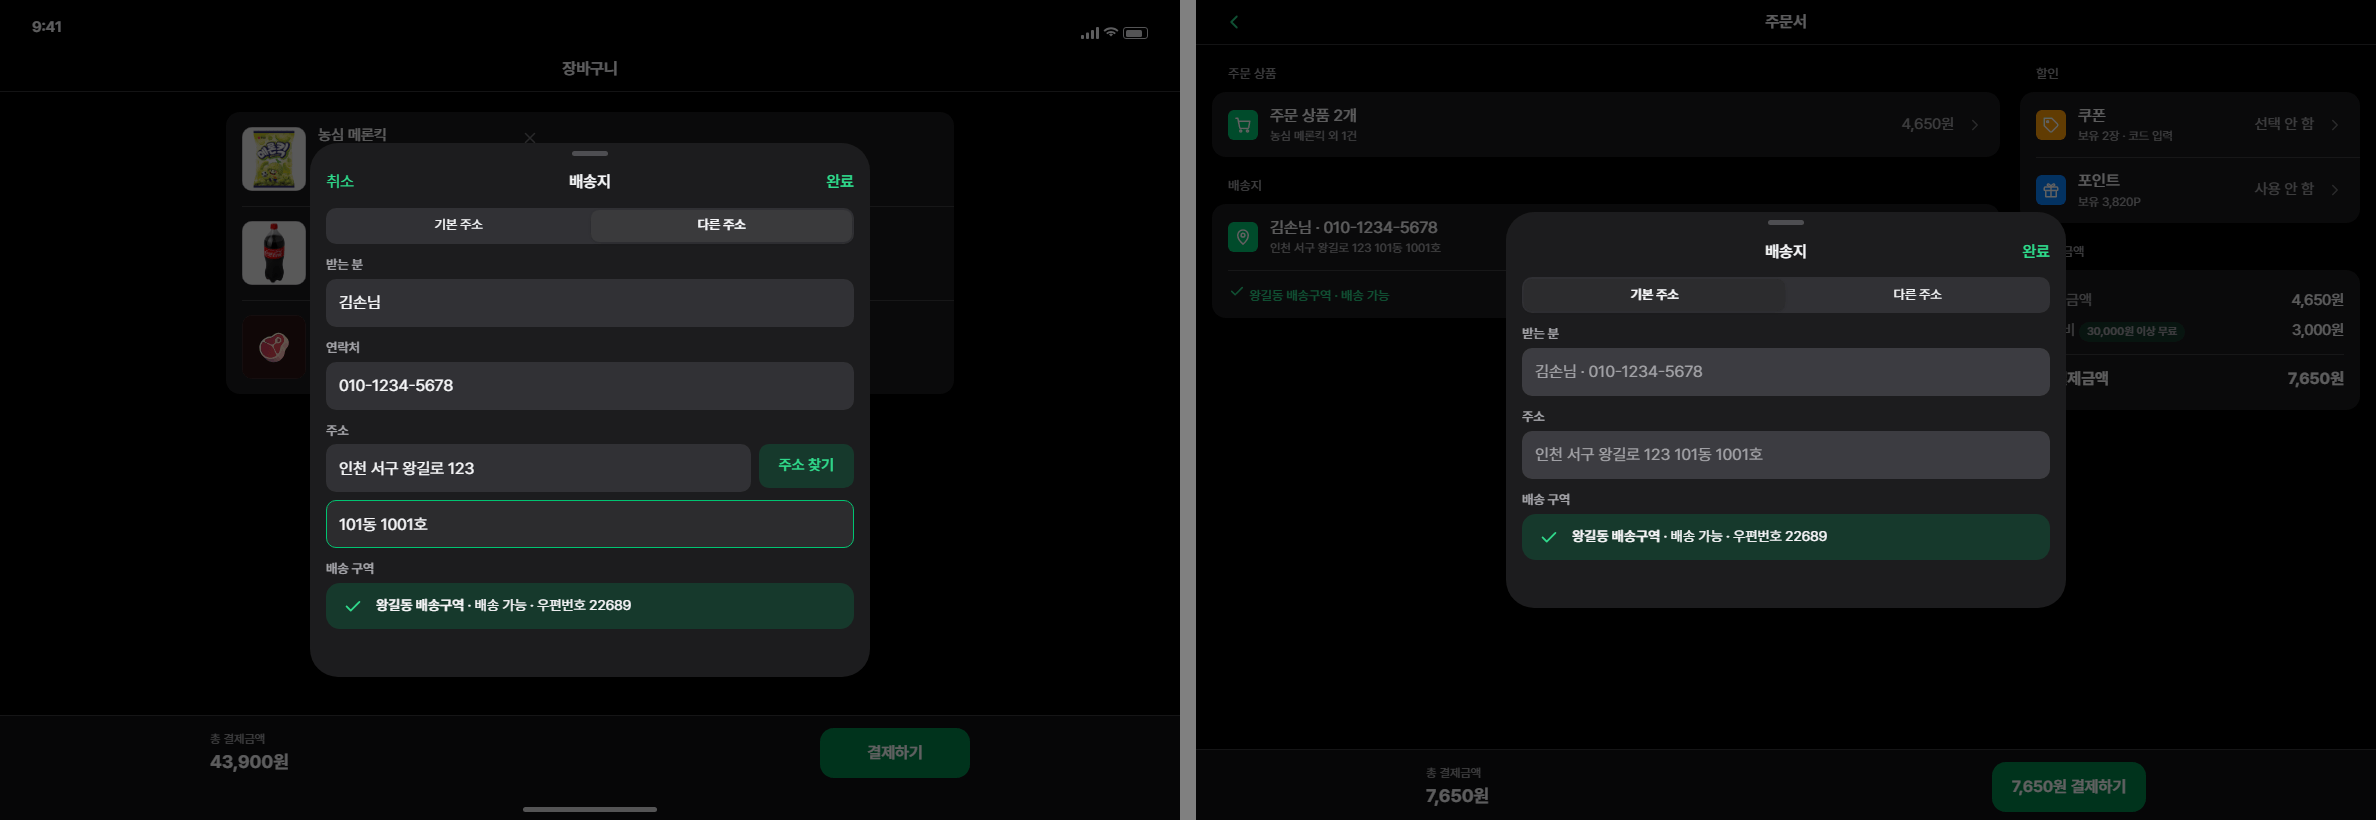 9:41
장바구니
농심 메론킥
취소
배송지
완료
기본 주소
다른 주소
받는 분
김손님
연락처
010-1234-5678
주소
인천 서구 왕길로 123
주소 찾기
101동 1001호
배송 구역
왕길동 배송구역 · 배송 가능 · 우편번호 22689
총 결제금액
43,900원
결제하기
주문서
주문 상품
주문 상품 2개
농심 메론킥 외 1건
4,650원
배송지
김손님 · 010-1234-5678
인천 서구 왕길로 123 101동 1001호
왕길동 배송구역 · 배송 가능
할인
쿠폰
보유 2장 · 코드 입력
선택 안 함
포인트
보유 3,820P
사용 안 함
금액
금액
4,650원
비
30,000원 이상 무료
3,000원
제금액
7,650원
배송지
완료
기본 주소
다른 주소
받는 분
김손님 · 010-1234-5678
주소
인천 서구 왕길로 123 101동 1001호
배송 구역
왕길동 배송구역 · 배송 가능 · 우편번호 22689
총 결제금액
7,650원
7,650원 결제하기